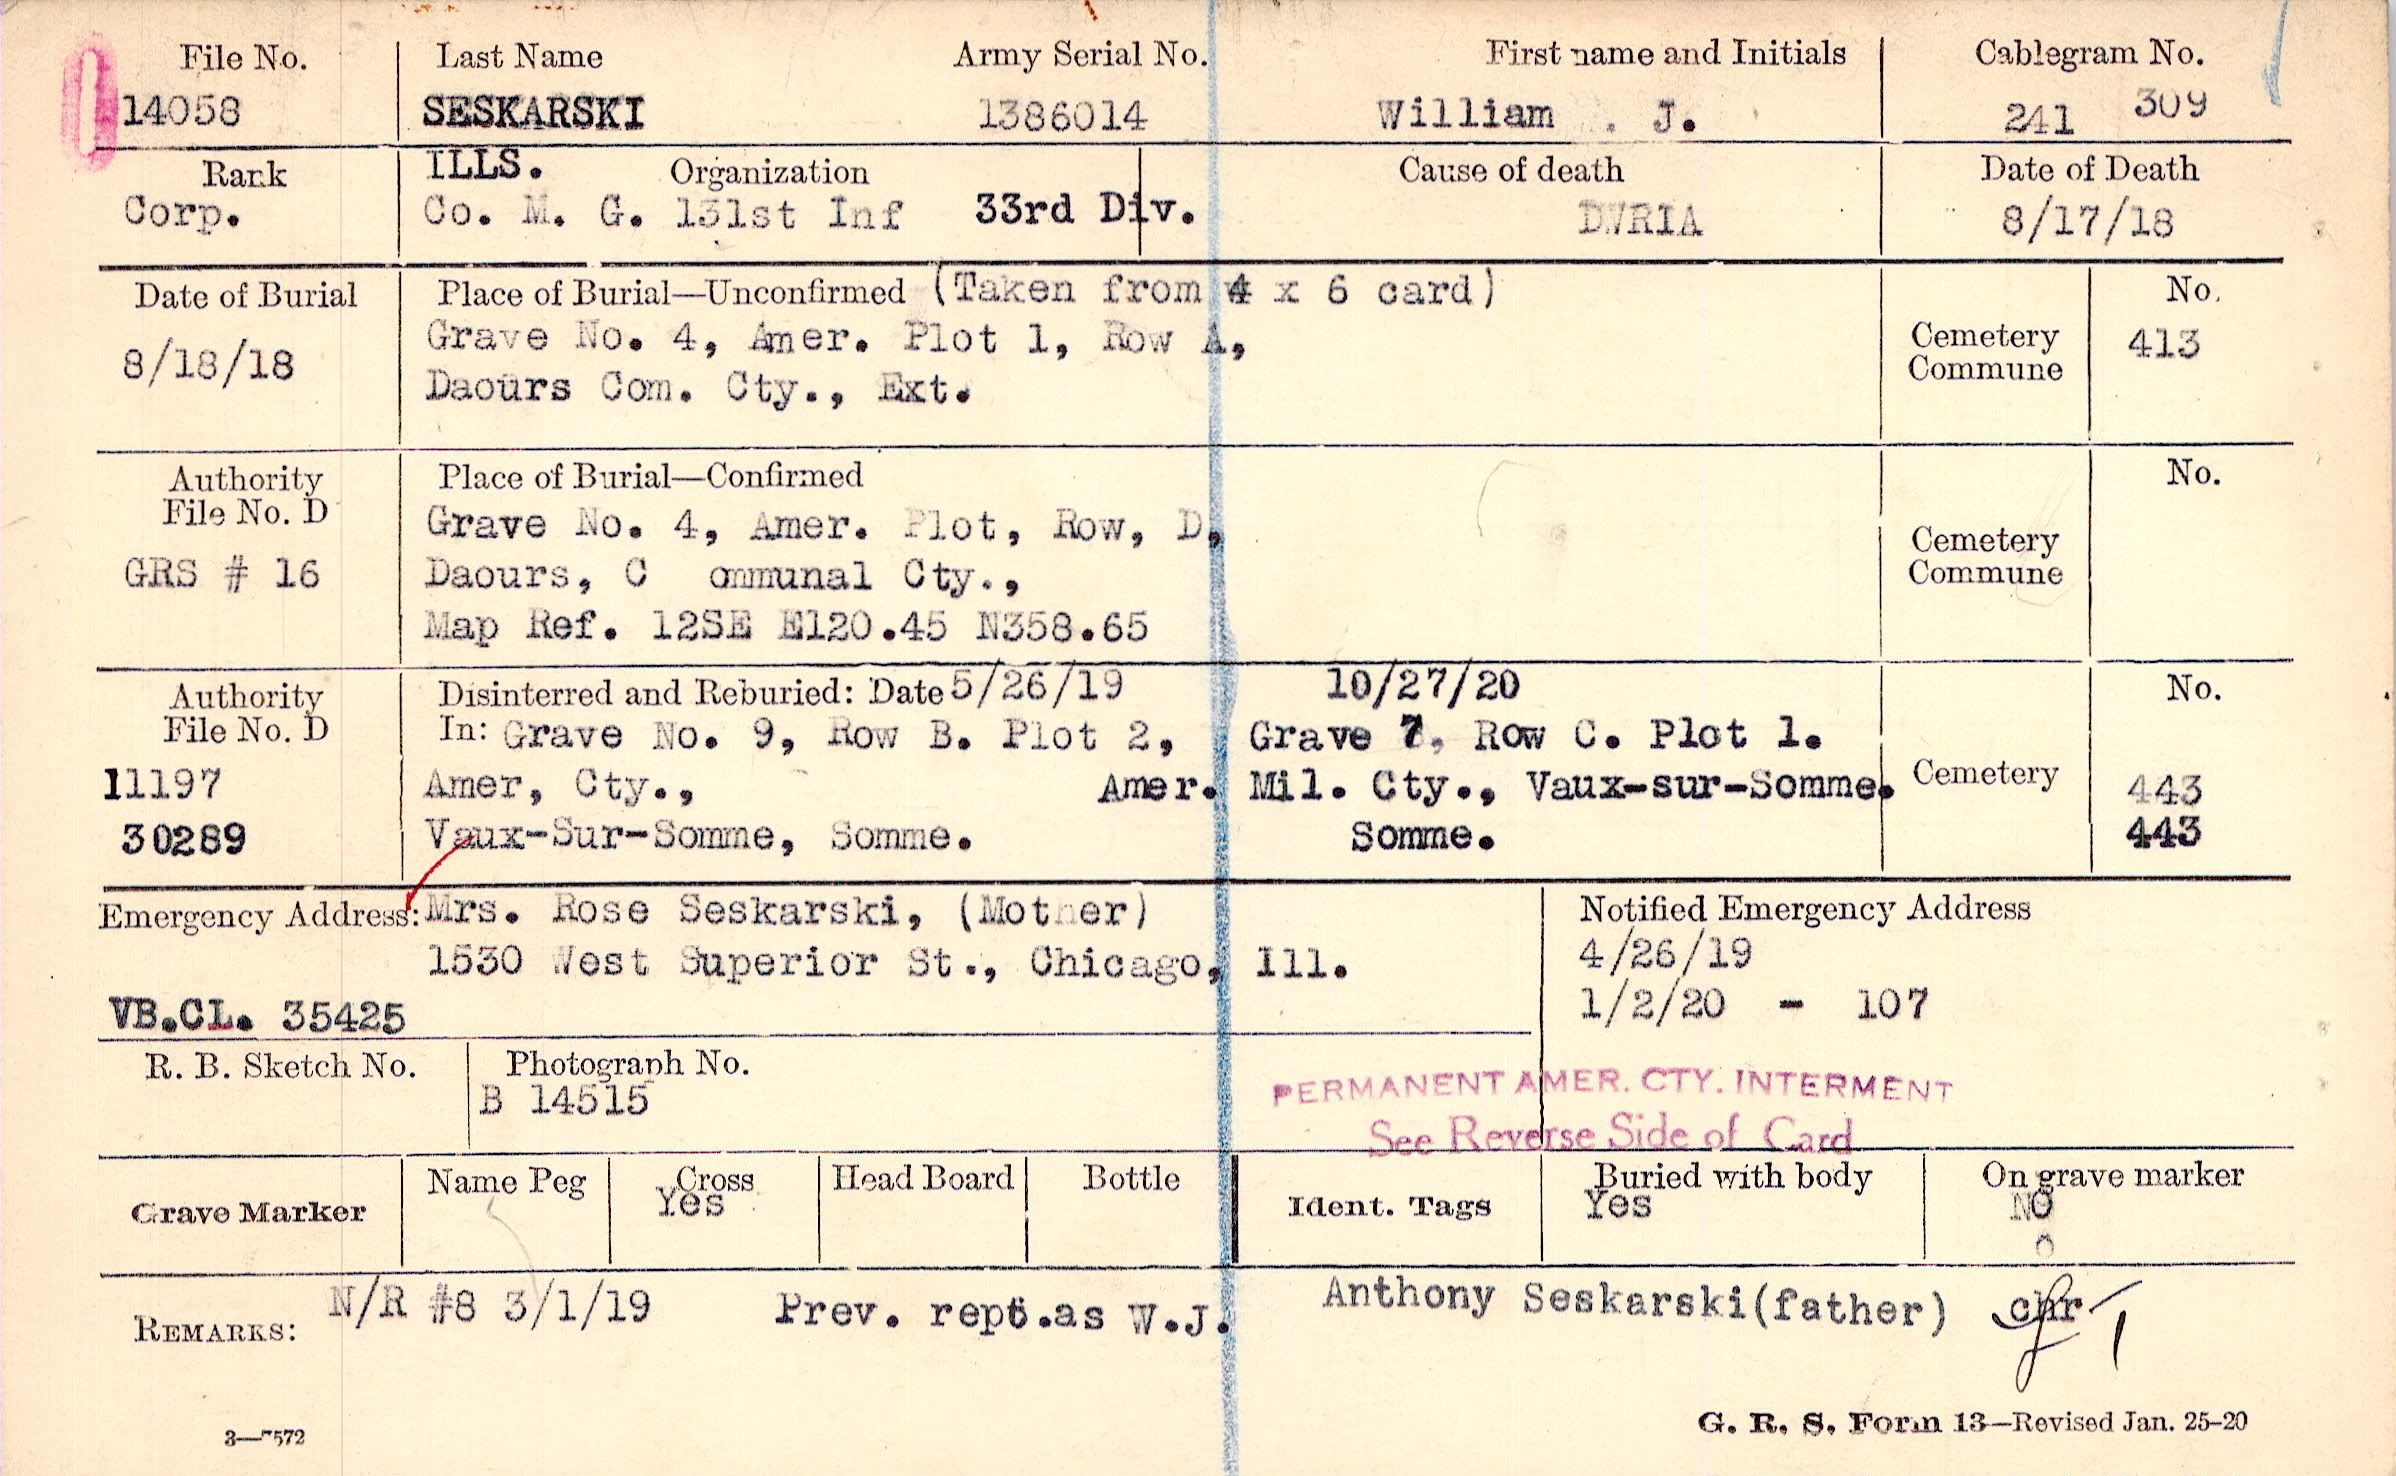 File No. Last Name Army Serial No. First name and Initials Cablegram No.
14058 SESKARSKI 1386014 William . J. 241 309
Rank ILLS. Organization Cause of death Date of Death
Corp. Co. M. G. 131st Inf 33rd Div. DWRIA 8/17/18
Date of Burial Place of Burial—Unconfirmed (Taken from 4 x 6 card) No.
8/18/18 Grave No. 4, Amer. Plot 1, Row A, Cemetery Commune 413
Daours Com. Cty., Ext.
Authority File No. D Place of Burial—Confirmed No.
Grave No. 4, Amer. Plot, Row, D,
GRS # 16 Daours, C ommunal Cty., Cemetery Commune
Map Ref. 12SE E120.45 N358.65
Authority File No. D Disinterred and Reburied: Date 5/26/19 10/27/20 No.
In: Grave No. 9, Row B. Plot 2, Grave 7, Row C. Plot 1.
11197 Amer, Cty., Amer. Mil. Cty., Vaux-sur-Somme. Cemetery 443
30289 Vaux-Sur-Somme, Somme. Somme. 443
Emergency Address: Mrs. Rose Seskarski, (Mother) Notified Emergency Address
1530 West Superior St., Chicago, Ill. 4/26/19
VB.CL. 35425 1/2/20 - 107
R. B. Sketch No. Photograph No.
B 14515
PERMANENT AMER. CTY. INTERMENT
See Reverse Side of Card
Grave Marker Name Peg Cross Head Board Bottle Ident. Tags Buried with body On grave marker
Yes Yes NO
REMARKS: N/R #8 3/1/19 Prev. rept.as W.J. Anthony Seskarski(father) chr
3—7572
G. R. S. Form 13—Revised Jan. 25-20